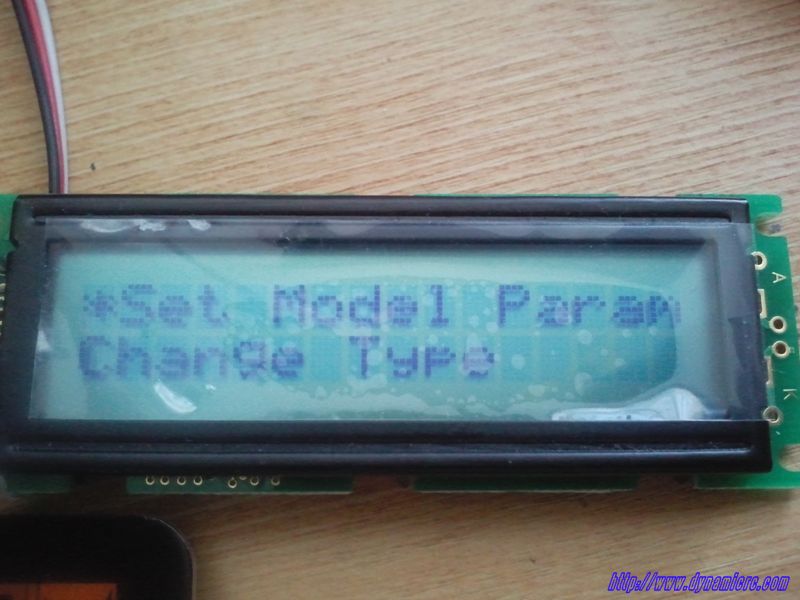 *Set Model Param
Change Type
A
K
http://www.dynamicrc.com